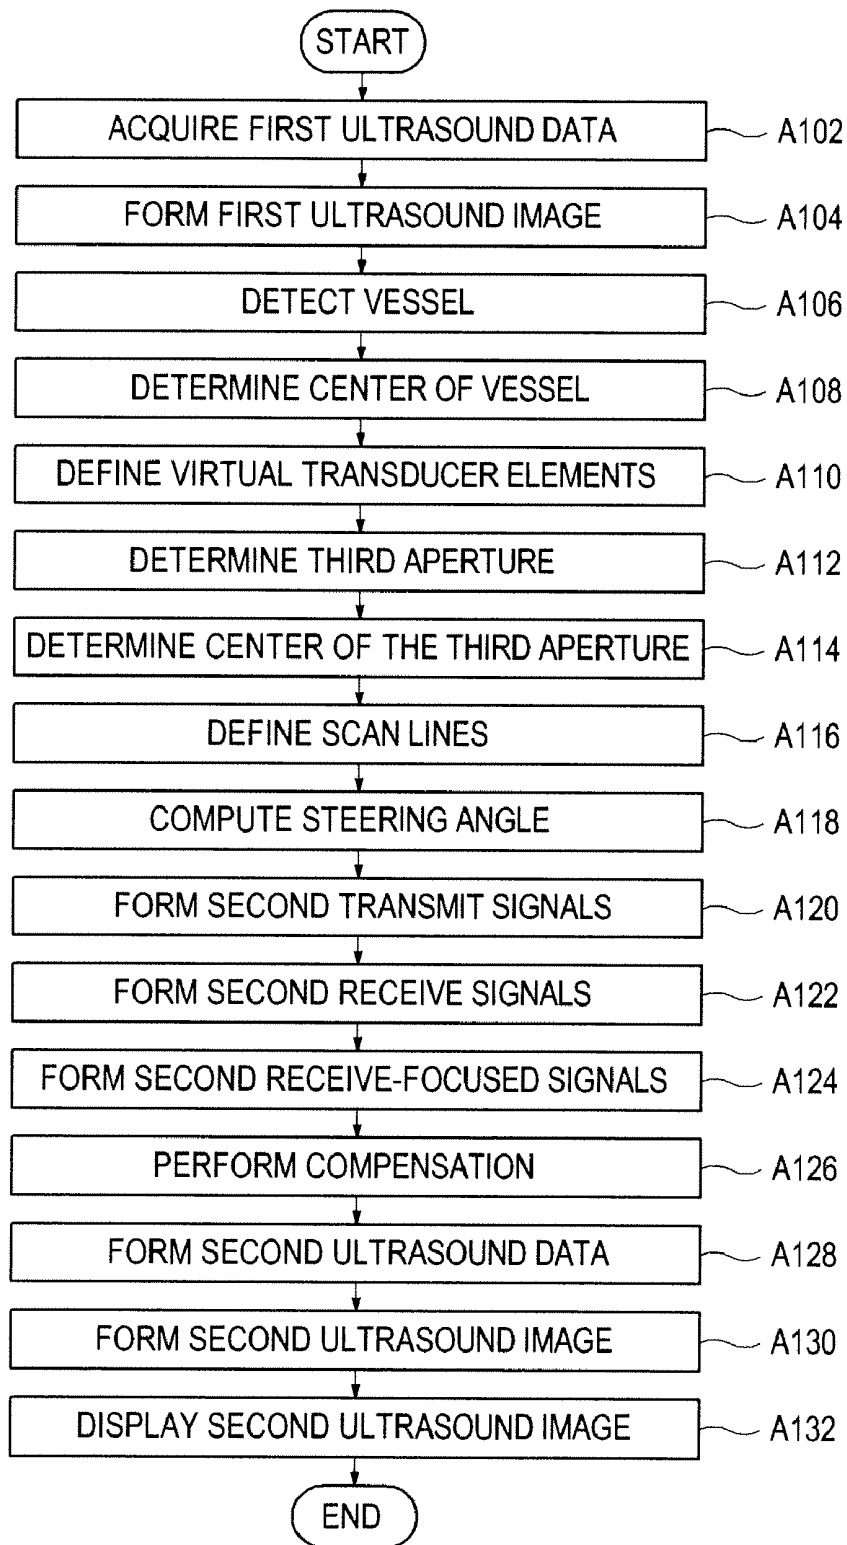 START
ACQUIRE FIRST ULTRASOUND DATA A102
FORM FIRST ULTRASOUND IMAGE A104
DETECT VESSEL A106
DETERMINE CENTER OF VESSEL A108
DEFINE VIRTUAL TRANSDUCER ELEMENTS A110
DETERMINE THIRD APERTURE A112
DETERMINE CENTER OF THE THIRD APERTURE A114
DEFINE SCAN LINES A116
COMPUTE STEERING ANGLE A118
FORM SECOND TRANSMIT SIGNALS A120
FORM SECOND RECEIVE SIGNALS A122
FORM SECOND RECEIVE-FOCUSED SIGNALS A124
PERFORM COMPENSATION A126
FORM SECOND ULTRASOUND DATA A128
FORM SECOND ULTRASOUND IMAGE A130
DISPLAY SECOND ULTRASOUND IMAGE A132
END